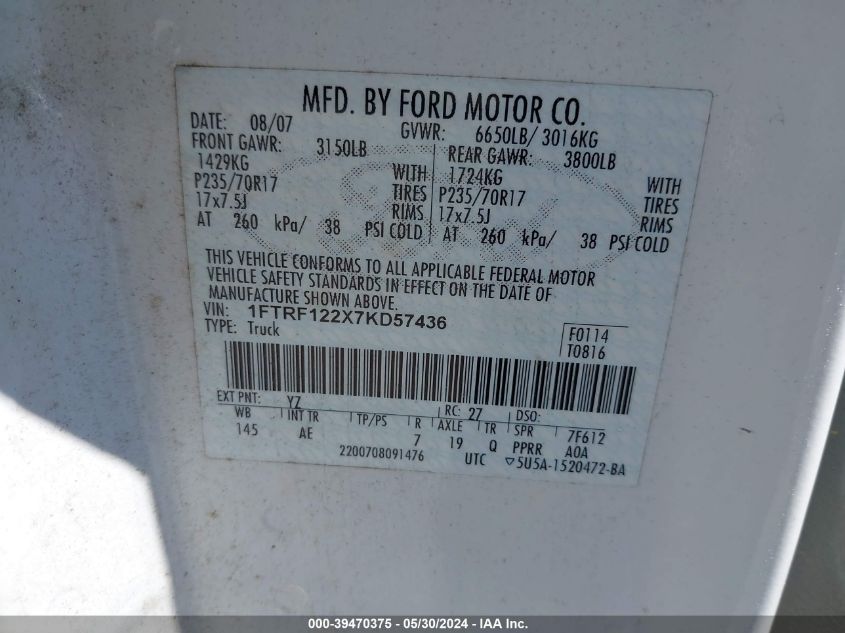 MFD. BY FORD MOTOR CO.
DATE: 08/07 GVWR: 6650LB/ 3016KG
FRONT GAWR: 3150LB REAR GAWR: 3800LB
1429KG WITH 1724KG WITH
P235/70R17 TIRES P235/70R17 TIRES
17x7.5J RIMS 17x7.5J RIMS
AT 260 kPa/ 38 PSI COLD AT 260 kPa/ 38 PSI COLD
THIS VEHICLE CONFORMS TO ALL APPLICABLE FEDERAL MOTOR
VEHICLE SAFETY STANDARDS IN EFFECT ON THE DATE OF
MANUFACTURE SHOWN ABOVE.
VIN: 1FTRF122X7KD57436
TYPE: Truck
F0114
T0816
EXT PNT: YZ RC: 27 DSO:
WB INT TR TP/PS R AXLE TR SPR 7F612
145 AE 7 19 Q PPRR A0A
2200708091476 UTC ▽5U5A-1520472-BA
000-39470375 - 05/30/2024 - IAA Inc.